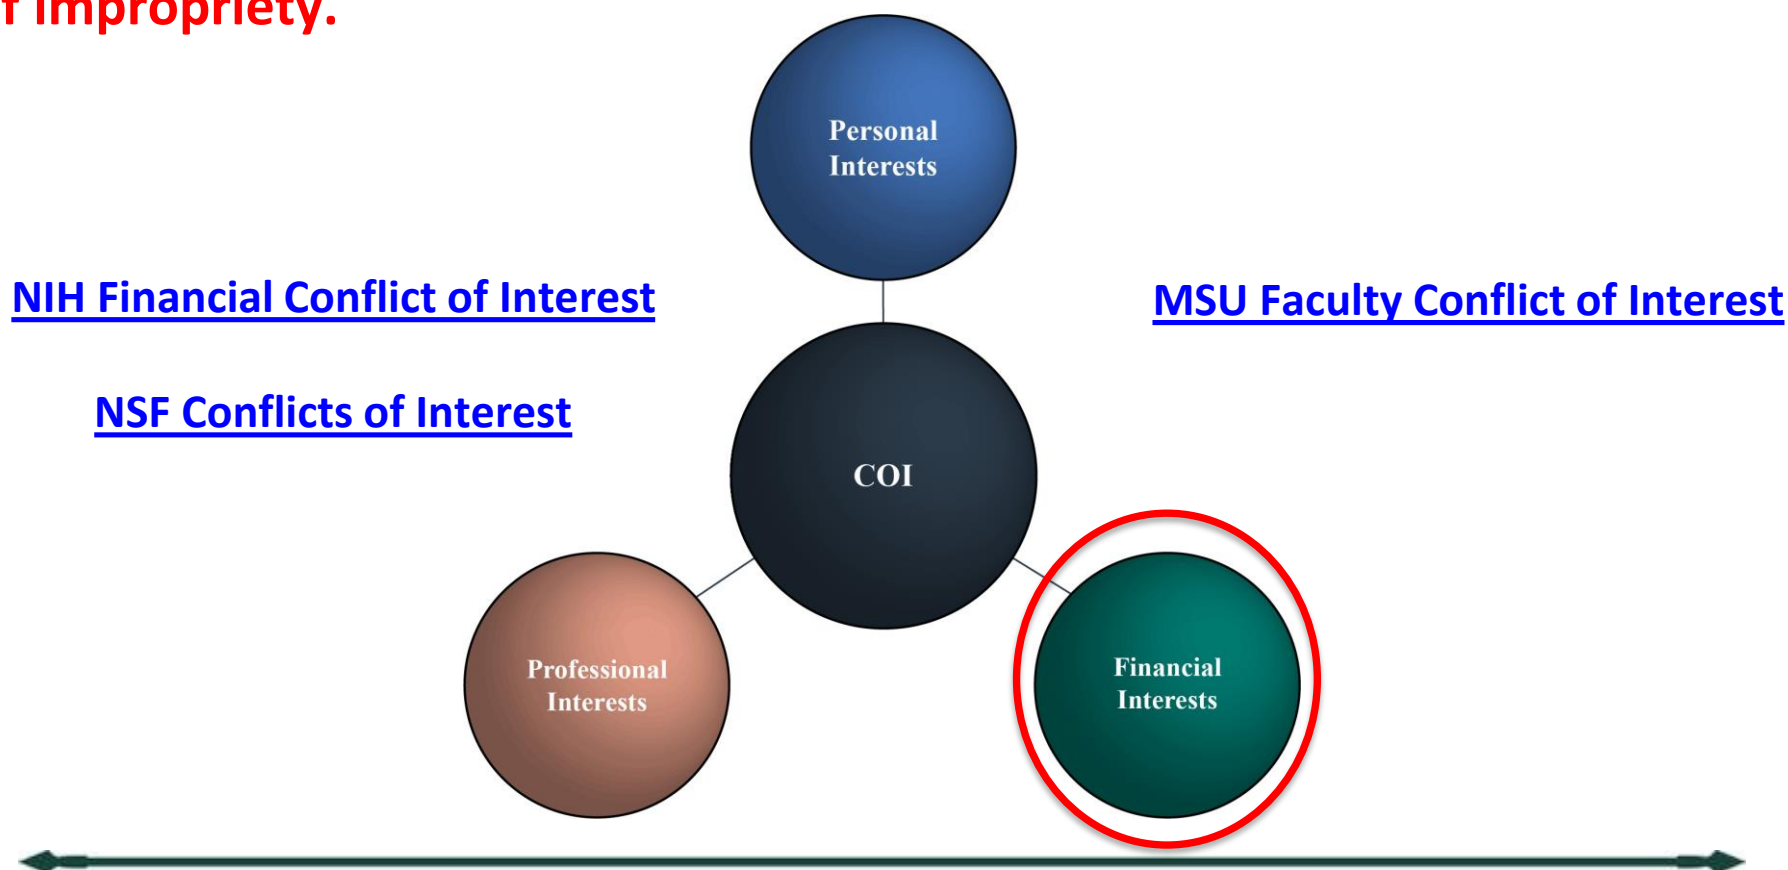 f impropriety.
Personal
Interests
NIH Financial Conflict of Interest
MSU Faculty Conflict of Interest
NSF Conflicts of Interest
COI
Professional
Interests
Financial
Interests